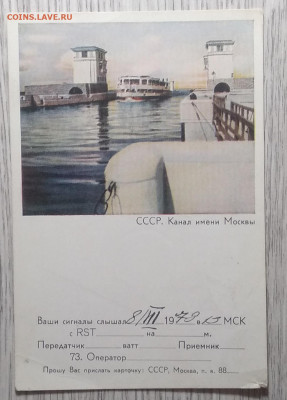 COINS.LAVE.RU
СССР. Канал имени Москвы
Ваши сигналы слышал 8/III 1973 в 13 МСК
с RST на м.
Передатчик ватт Приемник
73. Оператор
Прошу Вас прислать карточку: СССР, Москва, п. я. 88